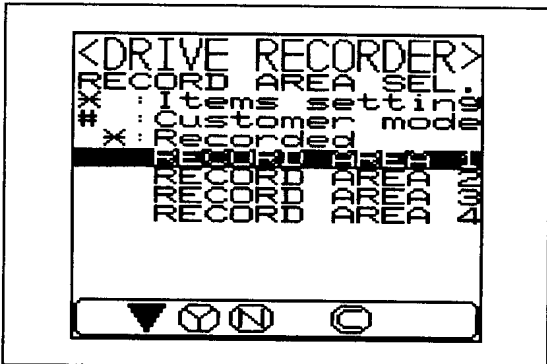 <DRIVE RECORDER>
RECORD AREA SEL.
* :Items setting
# :Customer mode
*:Recorded
RECORD AREA 1
RECORD AREA 2
RECORD AREA 3
RECORD AREA 4
▼ Y N C